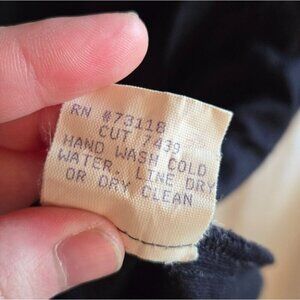 RN #73118
CUT 7439
HAND WASH COLD
WATER. LINE DRY
OR DRY CLEAN